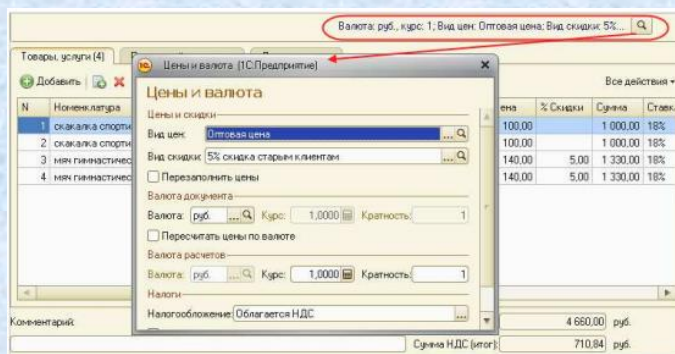 Валюта: руб., курс: 1; Вид цен: Оптовая цена; Вид скидки: 5%...
Товары, услуги (4)
Цены и валюта (1С:Предприятие)
Добавить
Все действия
Цены и валюта
N Номенклатура ена % Скидки Сумма Ставк
Цены и скидки
1 скакалка спорти 100,00 1 000,00 18%
Вид цен: Оптовая цена ...
2 скакалка спорти 100,00 1 000,00 18%
Вид скидки: 5% скидка старым клиентам ...
3 мяч гимнастичес 140,00 5,00 1 330,00 18%
4 мяч гимнастичес 140,00 5,00 1 330,00 18%
Перезаполнить цены
Валюта документа
Валюта: руб. ... Курс: 1,0000 Кратность: 1
Пересчитать цены по валюте
Валюта расчетов
Валюта: руб. ... Курс: 1,0000 Кратность: 1
Налоги
Налогообложение: Облагается НДС ...
Комментарий: 4 660,00 руб.
Сумма НДС (итог): 710,84 руб.